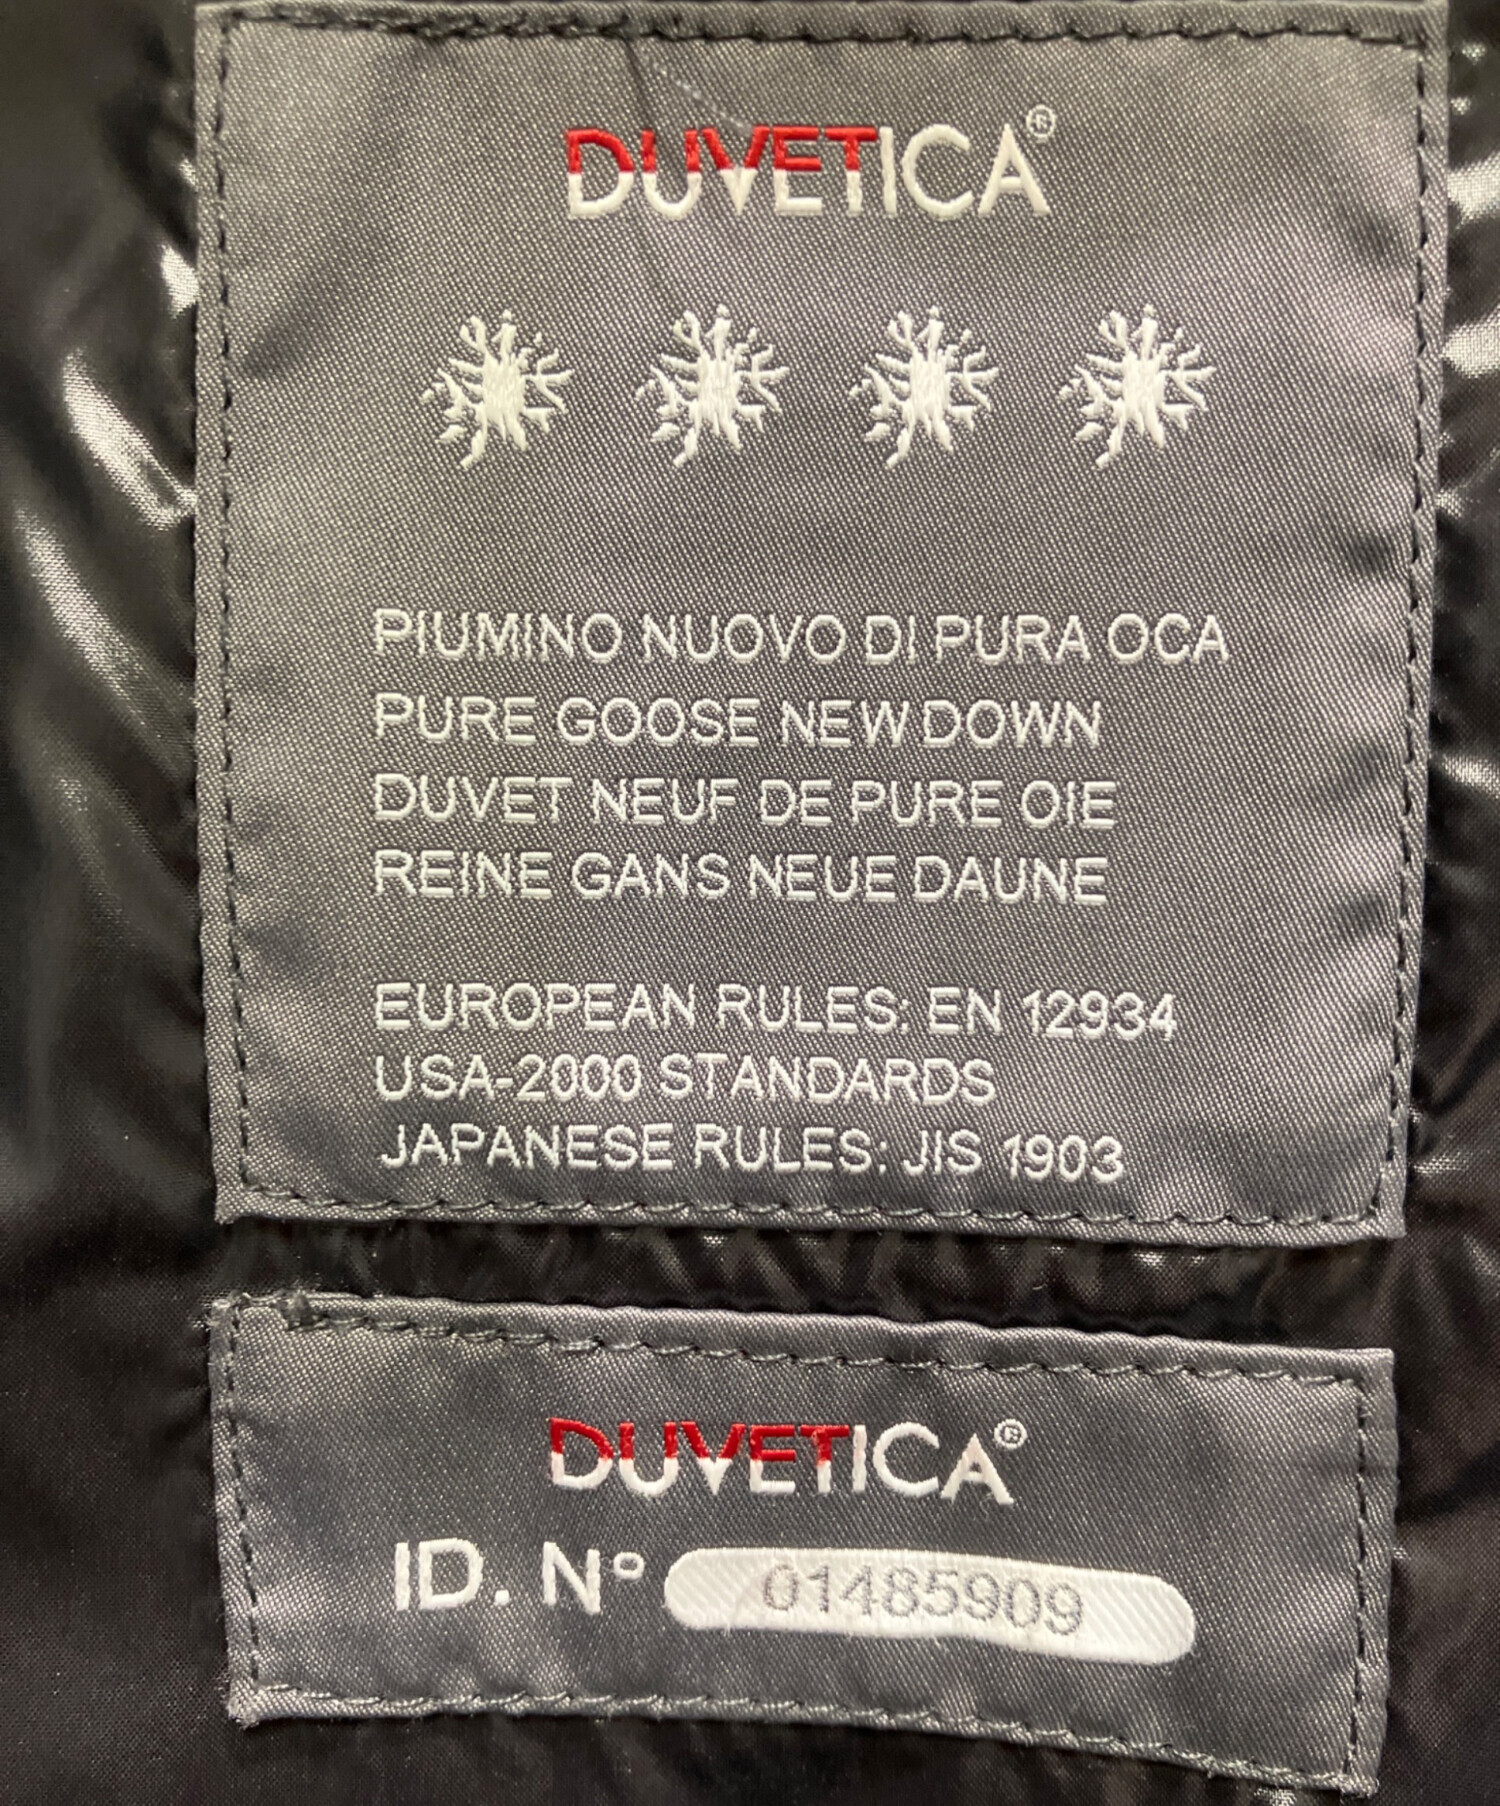 DUVETICA®
PIUMINO NUOVO DI PURA OCA
PURE GOOSE NEW DOWN
DUVET NEUF DE PURE OIE
REINE GANS NEUE DAUNE
EUROPEAN RULES: EN 12934
USA-2000 STANDARDS
JAPANESE RULES: JIS 1903
DUVETICA®
ID. N° 01485909